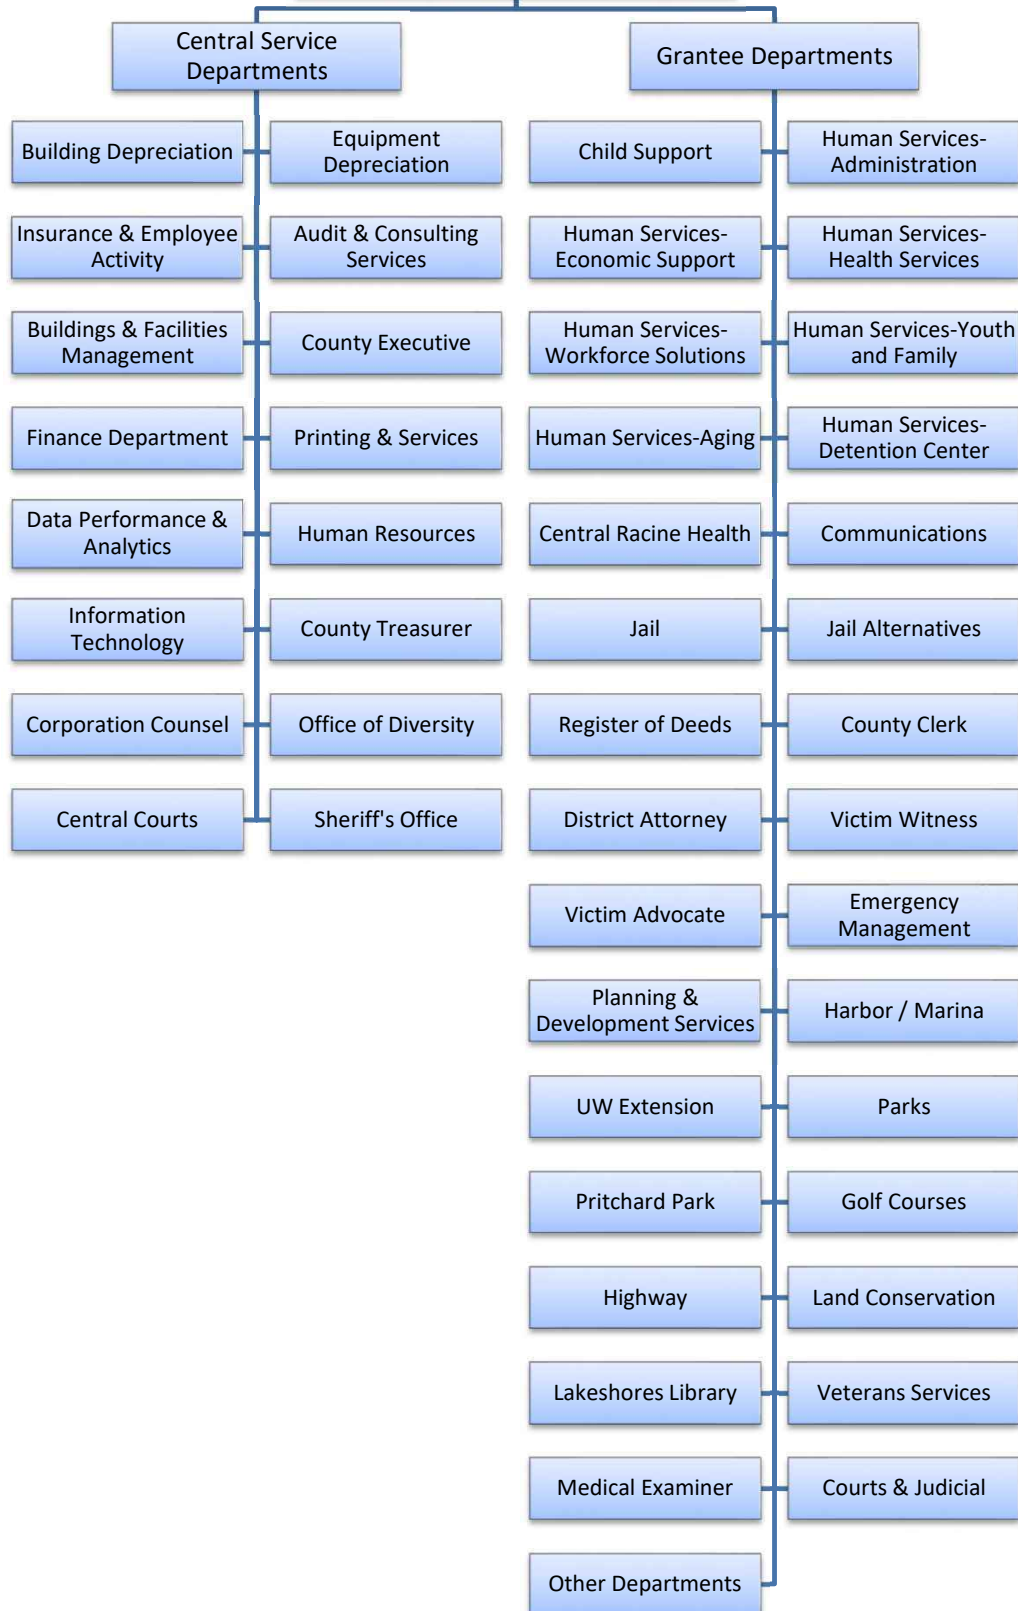 Central Service
Departments
Grantee Departments
Building Depreciation
Equipment
Depreciation
Insurance & Employee
Activity
Audit & Consulting
Services
Buildings & Facilities
Management
County Executive
Finance Department
Printing & Services
Data Performance &
Analytics
Human Resources
Information
Technology
County Treasurer
Corporation Counsel
Office of Diversity
Central Courts
Sheriff's Office
Child Support
Human Services-
Administration
Human Services-
Economic Support
Human Services-
Health Services
Human Services-
Workforce Solutions
Human Services-Youth
and Family
Human Services-Aging
Human Services-
Detention Center
Central Racine Health
Communications
Jail
Jail Alternatives
Register of Deeds
County Clerk
District Attorney
Victim Witness
Victim Advocate
Emergency
Management
Planning &
Development Services
Harbor / Marina
UW Extension
Parks
Pritchard Park
Golf Courses
Highway
Land Conservation
Lakeshores Library
Veterans Services
Medical Examiner
Courts & Judicial
Other Departments